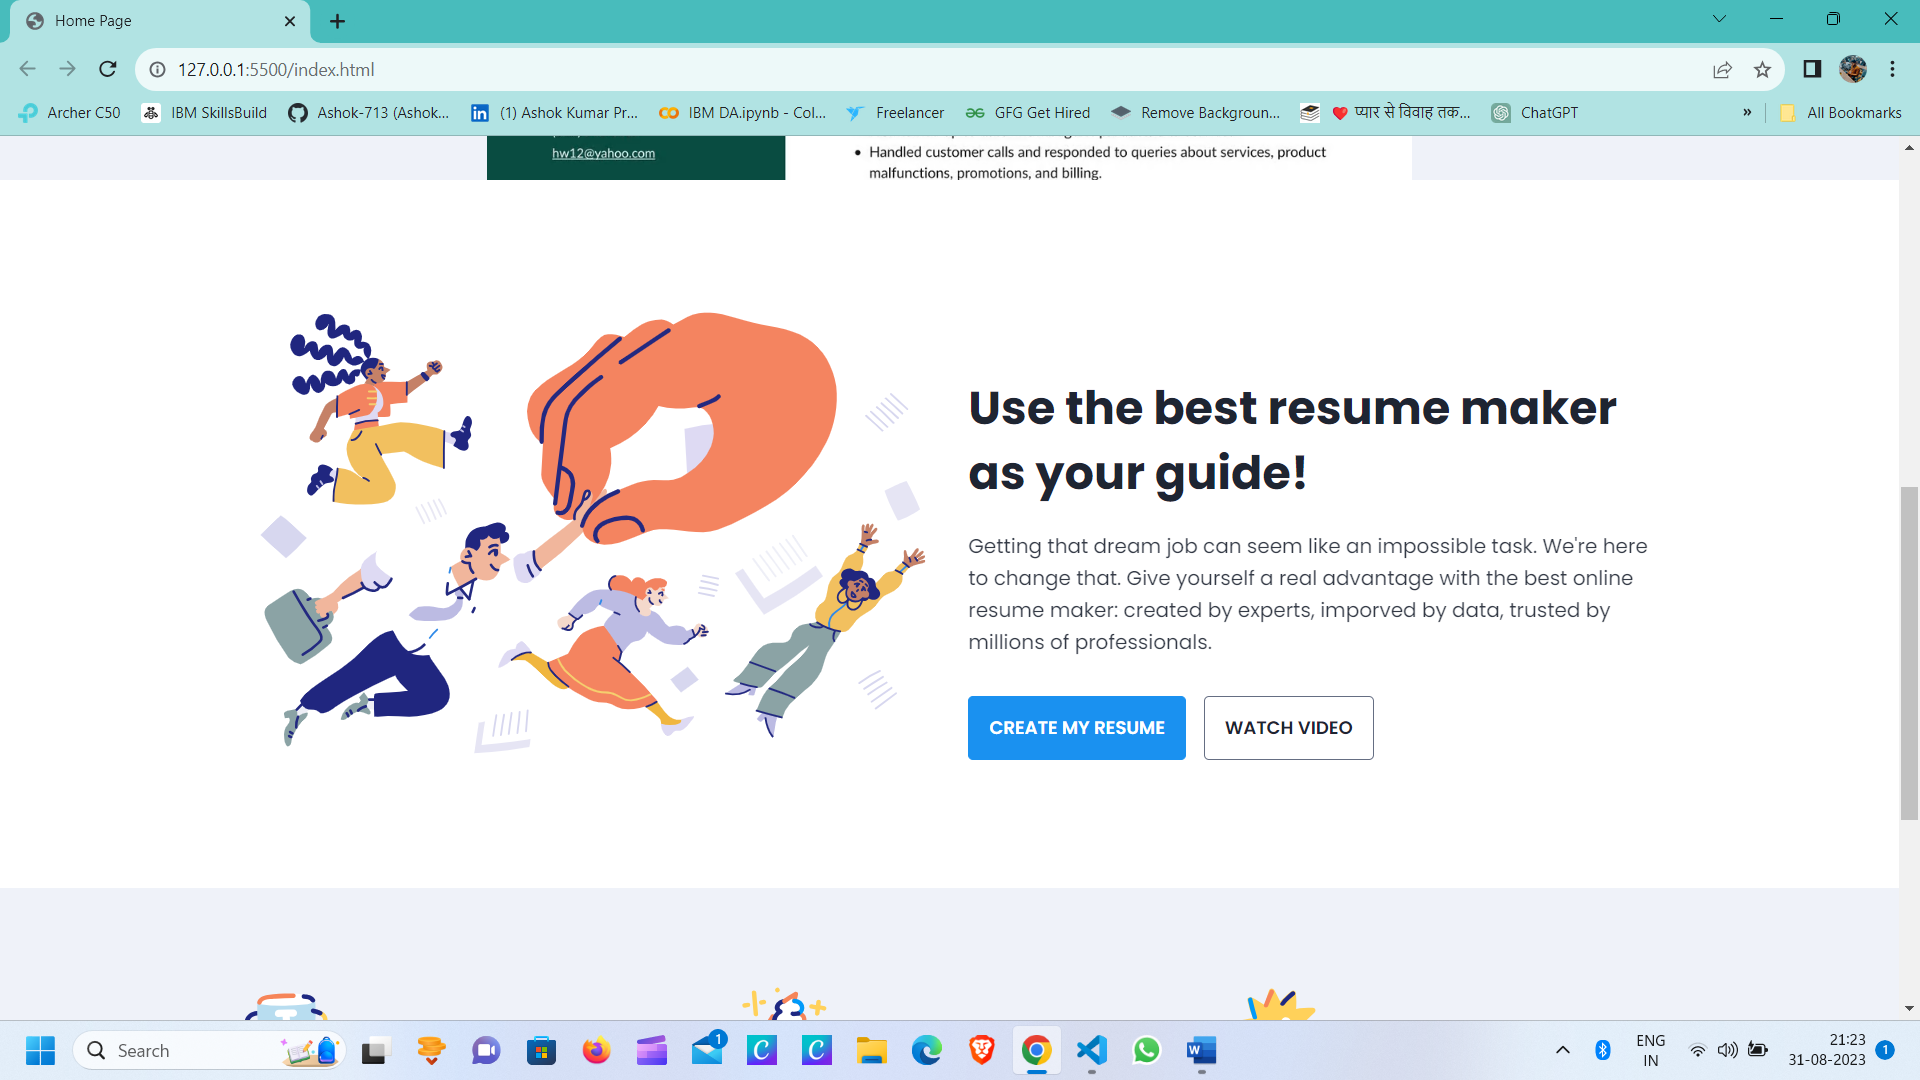 Home Page
127.0.0.1:5500/index.html
Archer C50
IBM SkillsBuild
Ashok-713 (Ashok...
(1) Ashok Kumar Pr...
IBM DA.ipynb - Col...
Freelancer
GFG Get Hired
Remove Backgroun...
❤️ प्यार से विवाह तक...
ChatGPT
»
All Bookmarks
hw12@yahoo.com
• Handled customer calls and responded to queries about services, product
malfunctions, promotions, and billing.
Use the best resume maker
as your guide!
Getting that dream job can seem like an impossible task. We're here
to change that. Give yourself a real advantage with the best online
resume maker: created by experts, imporved by data, trusted by
millions of professionals.
CREATE MY RESUME
WATCH VIDEO
Search
1
ENG
IN
21:23
31-08-2023
1